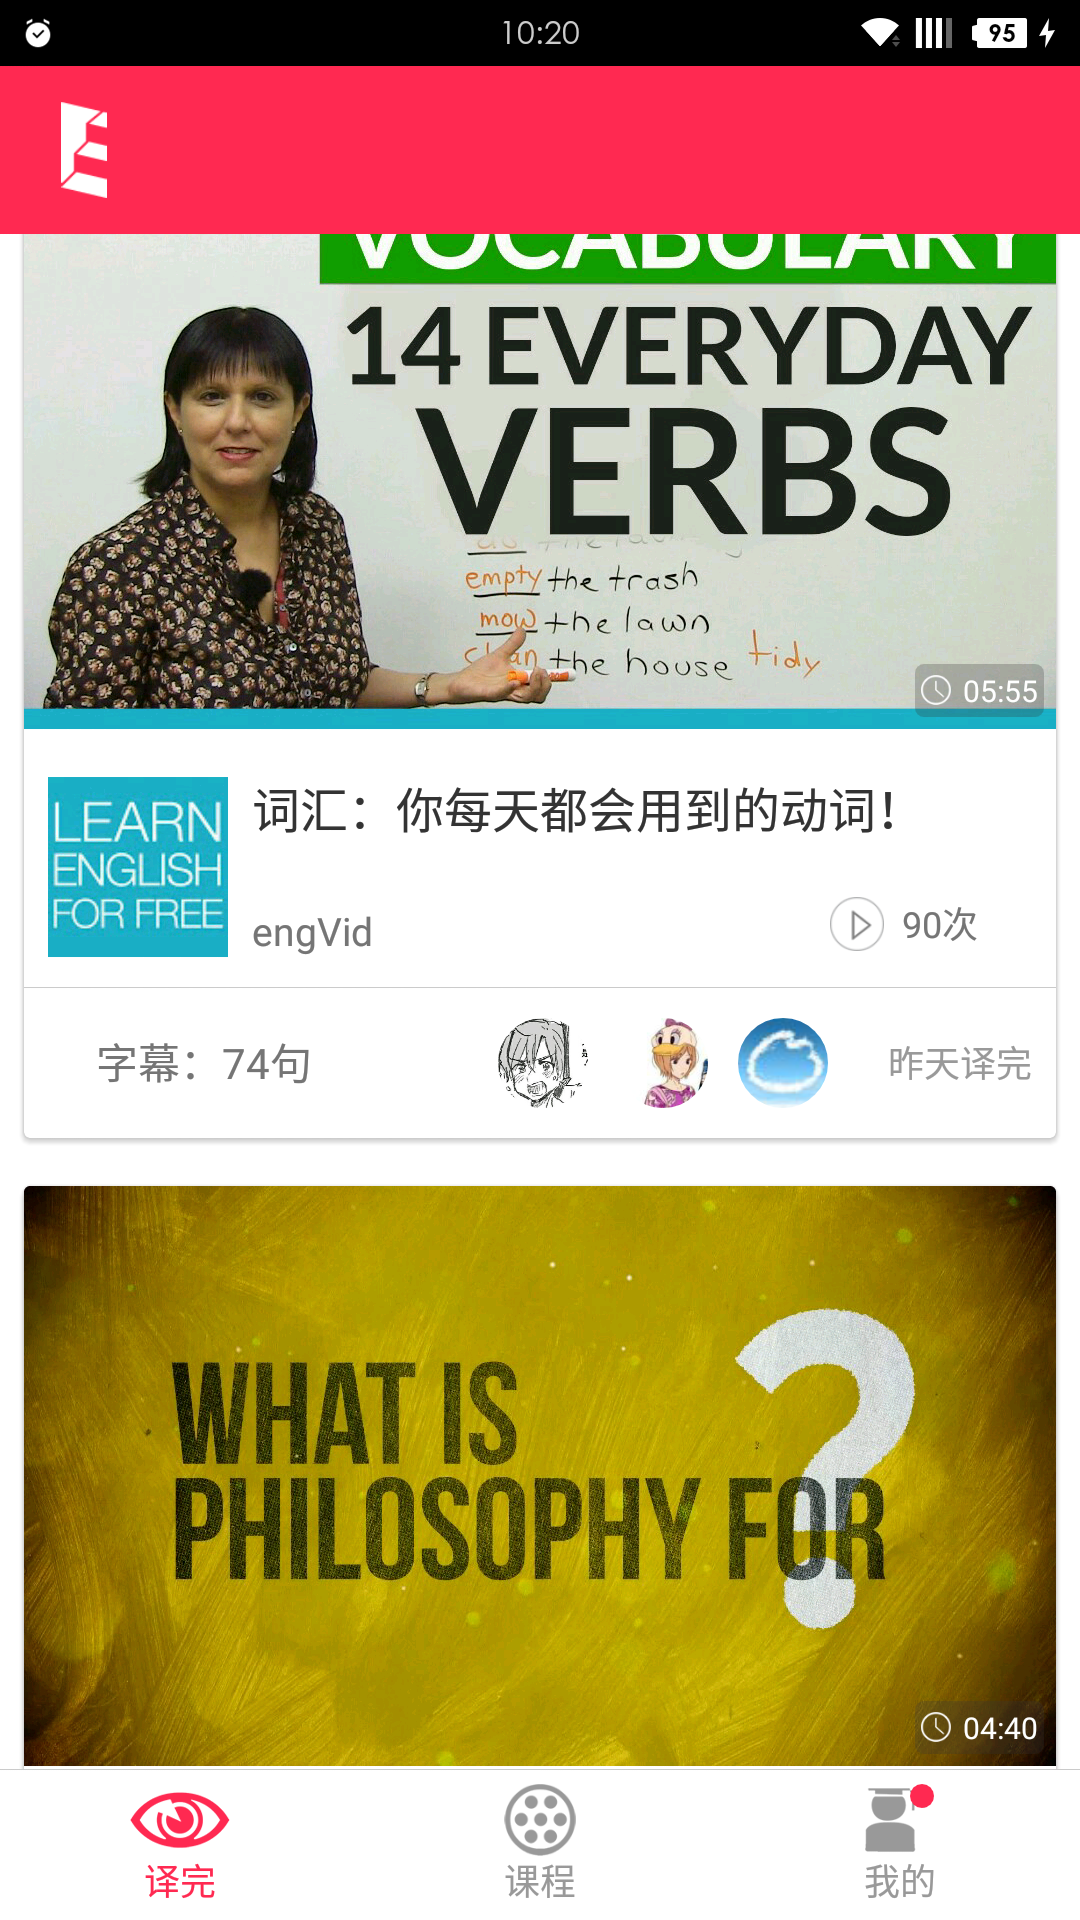 10:20
95
VOCABULARY
14 EVERYDAY
VERBS
empty the trash
mow the lawn
clean the house tidy
05:55
LEARN
ENGLISH
FOR FREE
词汇：你每天都会用到的动词！
engVid
90次
字幕：74句
昨天译完
WHAT IS
PHILOSOPHY FOR
?
04:40
译完
课程
我的